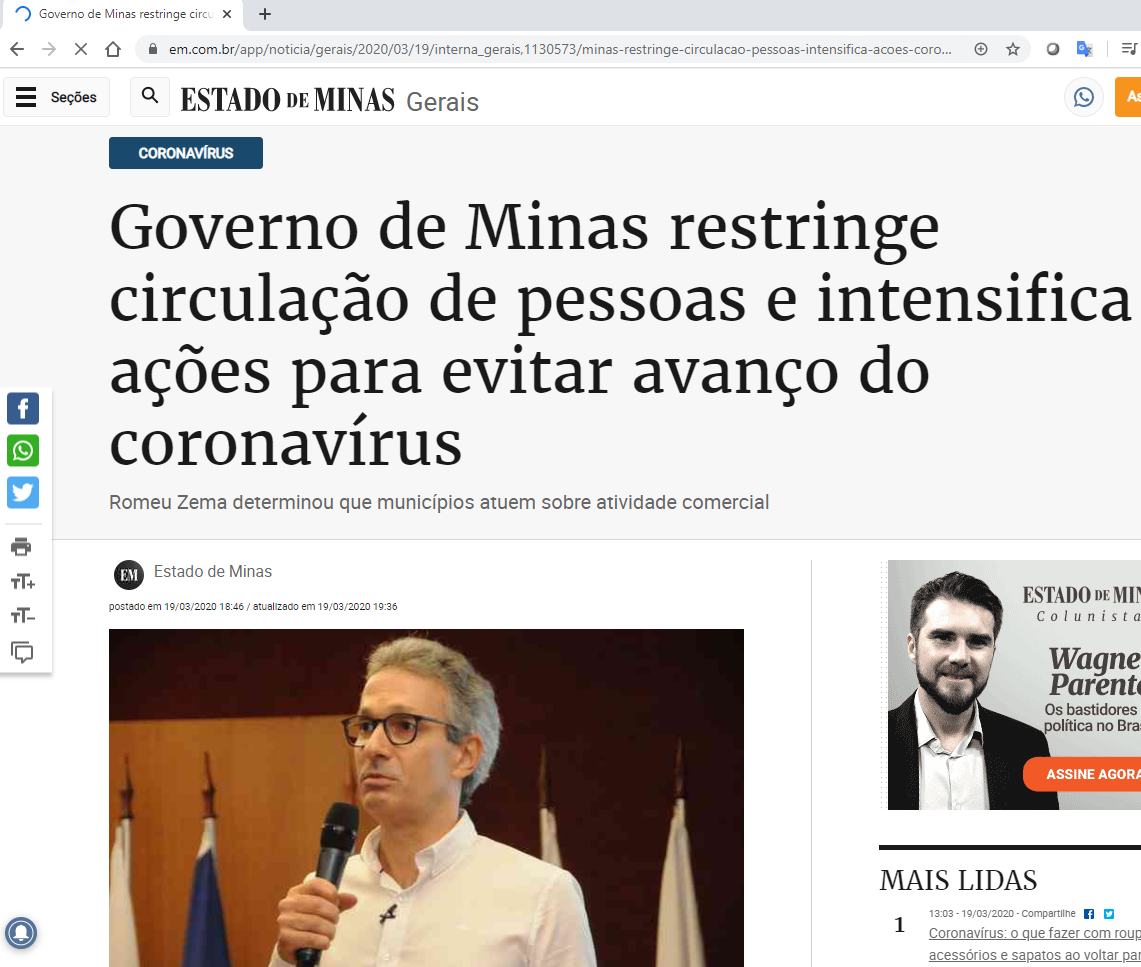 Governo de Minas restringe circu
em.com.br/app/noticia/gerais/2020/03/19/interna_gerais,1130573/minas-restringe-circulacao-pessoas-intensifica-acoes-coro...
Seções
ESTADO DE MINAS Gerais
As
CORONAVÍRUS
Governo de Minas restringe
circulação de pessoas e intensifica
ações para evitar avanço do
coronavírus
Romeu Zema determinou que municípios atuem sobre atividade comercial
EM Estado de Minas
postado em 19/03/2020 18:46 / atualizado em 19/03/2020 19:36
TT+
TT-
ESTADO DE MIN
Colunista
Wagne
Parent
Os bastidores
política no Bra
ASSINE AGORA
MAIS LIDAS
1
13:03 - 19/03/2020 - Compartilhe
Coronavírus: o que fazer com roup
acessórios e sapatos ao voltar par